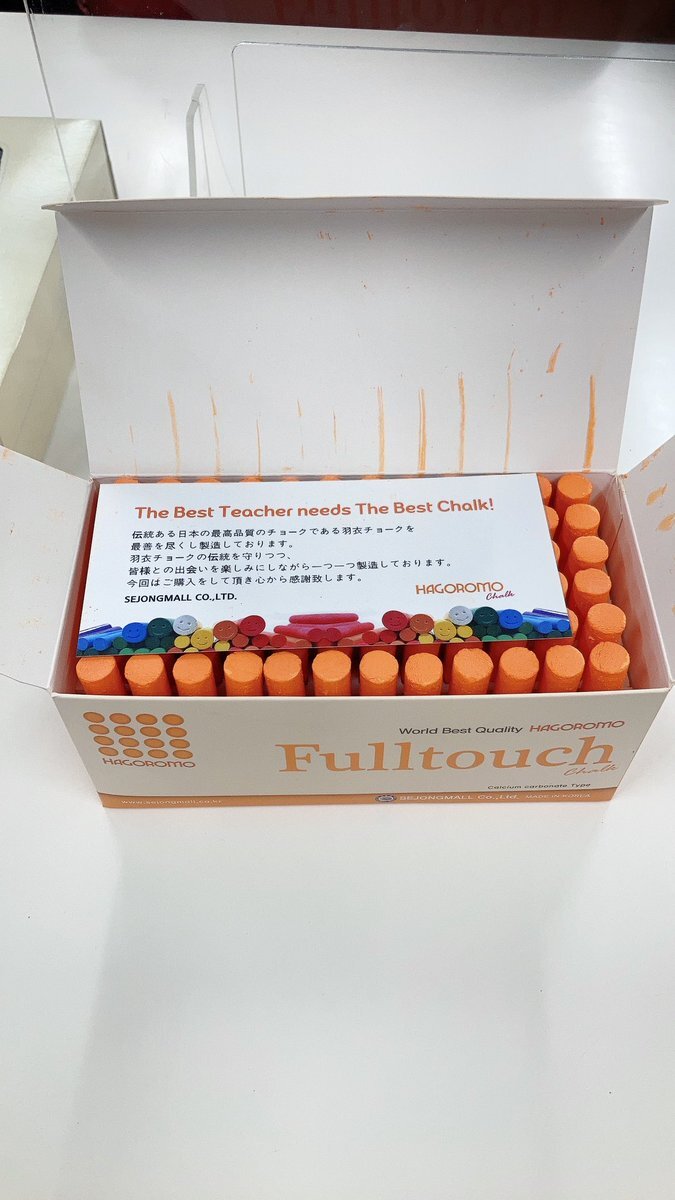 The Best Teacher needs The Best Chalk!
伝統ある日本の最高品質のチョークである羽衣チョークを
最善を尽くし製造しております。
羽衣チョークの伝統を守りつつ、
皆様との出会いを楽しみにしながら一つ一つ製造しております。
今回はご購入をして頂き心から感謝致します。
SEJONGMALL CO.,LTD.
HAGOROMO
Chalk
HAGOROMO
World Best Quality HAGOROMO
Fulltouch
Chalk
Calcium carbonate Type
www.sejongmall.co.kr
SEJONGMALL Co.,Ltd. MADE IN KOREA